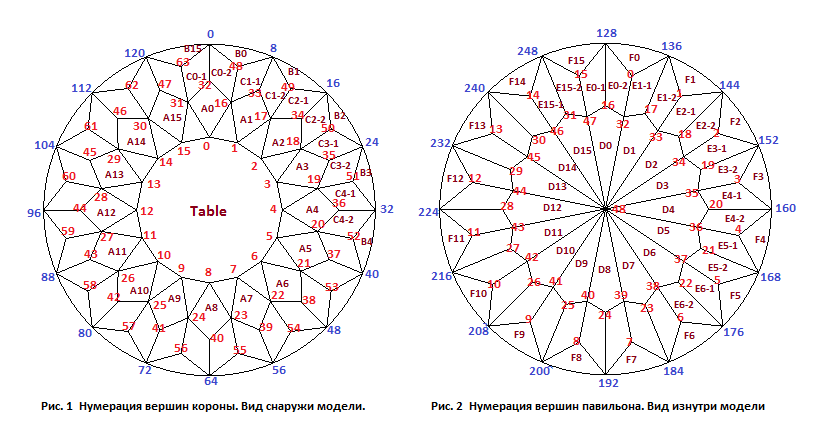 0
B15 B0
120 8
63 48
C0-1 C0-2 B1
62 47 32 C1-1 49
112 33 C1-2 16
31 A0 16 C2-1
46 A15 17 34 C2-2 B2
61 30 A1 50
0
A14 15 1 A2 18 C3-1
104 45 29 14 2 35 24
A13 A3 C3-2 B3
60 13 3 19 51
28 C4-1
96 44 A12 12 Table 4 A4 36 32
C4-2
59 27 11 5 20 52 B4
43 A11 10 6 A5 37
88 9 8 7 21 40
58 26 A6
42 A10 25 A9 A8 A7 22 38 53
80 24 23 48
57 41 40 39 54
56 55
72 56
64
Рис. 1 Нумерация вершин короны. Вид снаружи модели.
128
248 136
F15 F0
15 0
F14 E15-2 E0-1 E0-2 E1-1 F1
240 14 E15-1 E1-2 1 144
31 16 17 E2-1
F13 13 30 46 47 32 33 18 E2-2 2 F2
232 45 D15 D0 D1 E3-1 152
29 D14 D2 34 19 E3-2
F12 12 44 D13 D3 35 3 F3
E4-1
224 28 D12 48 D4 20 160
E4-2
F11 11 43 D11 D5 36 4 F4
27 42 D10 D6 21 E5-1
216 D9 D8 D7 37 E5-2 168
F10 10 26 41 38 22 E6-1 5 F5
25 40 39 23 E6-2
208 9 24 6 176
F9 F6
8 7
F8 F7
200 184
192
Рис. 2 Нумерация вершин павильона. Вид изнутри модели